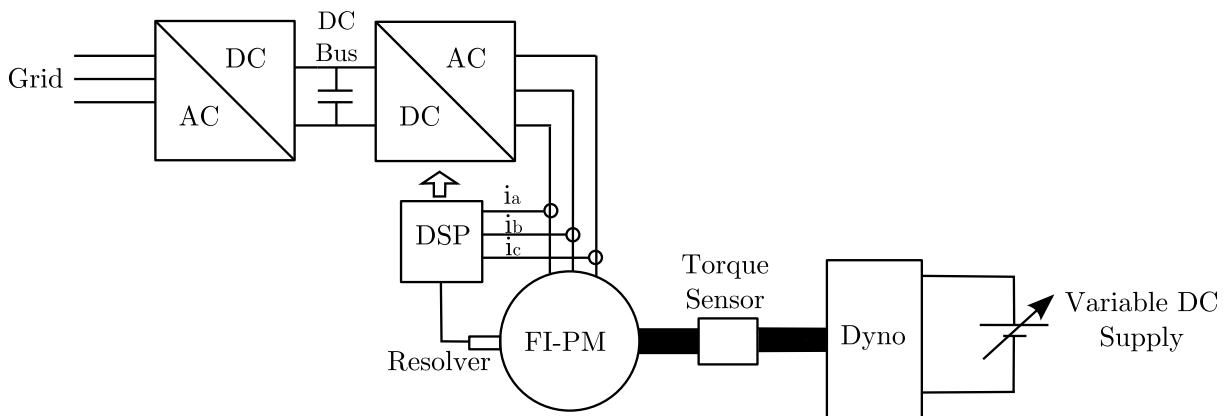 DC
Bus
DC
AC
Grid
AC
DC
ia
DSP
ib
ic
Torque
Sensor
Variable DC
Supply
FI-PM
Dyno
Resolver